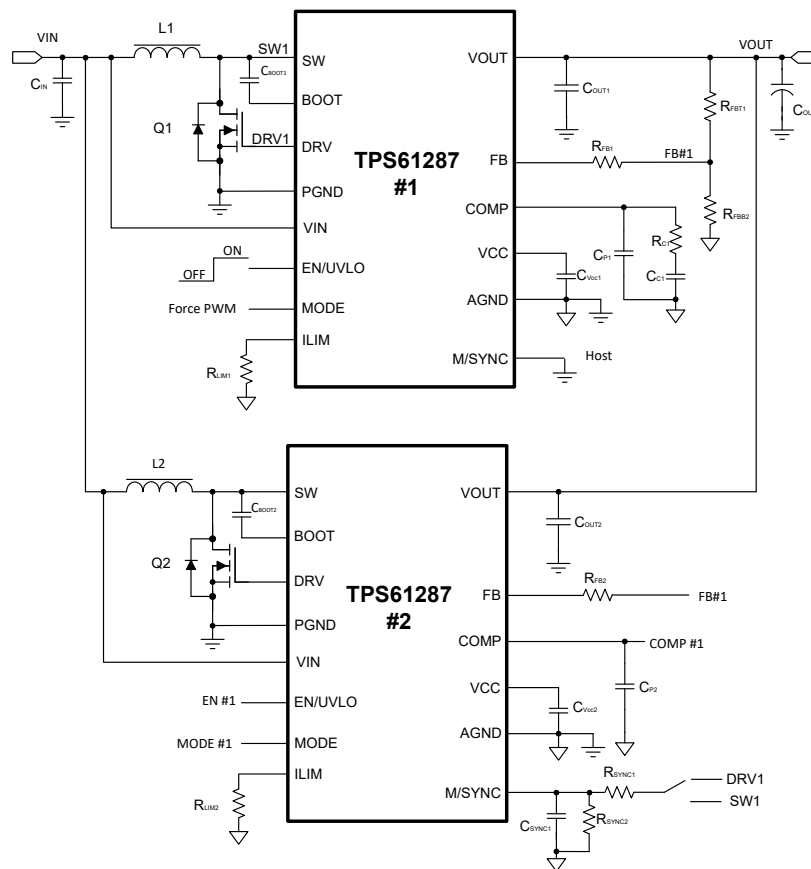 VIN
L1
SW1
SW
VOUT
VOUT
CIN
CBOOT1
COUT1
RFBT1
BOOT
Q1
DRV1
DRV
TPS61287
#1
FB
RFB1
FB#1
PGND
COMP
RFBB2
VIN
RC1
CP1
ON
OFF
EN/UVLO
VCC
CVcc1
CC1
Force PWM
MODE
AGND
ILIM
RLIM1
M/SYNC
Host
L2
SW
VOUT
CBOOT2
COUT2
BOOT
Q2
DRV
TPS61287
#2
FB
RFB2
FB#1
PGND
COMP
COMP #1
VIN
CP2
EN #1
EN/UVLO
VCC
CVcc2
MODE #1
MODE
AGND
ILIM
RLIM2
M/SYNC
RSYNC1
DRV1
SW1
CSYNC1
RSYNC2